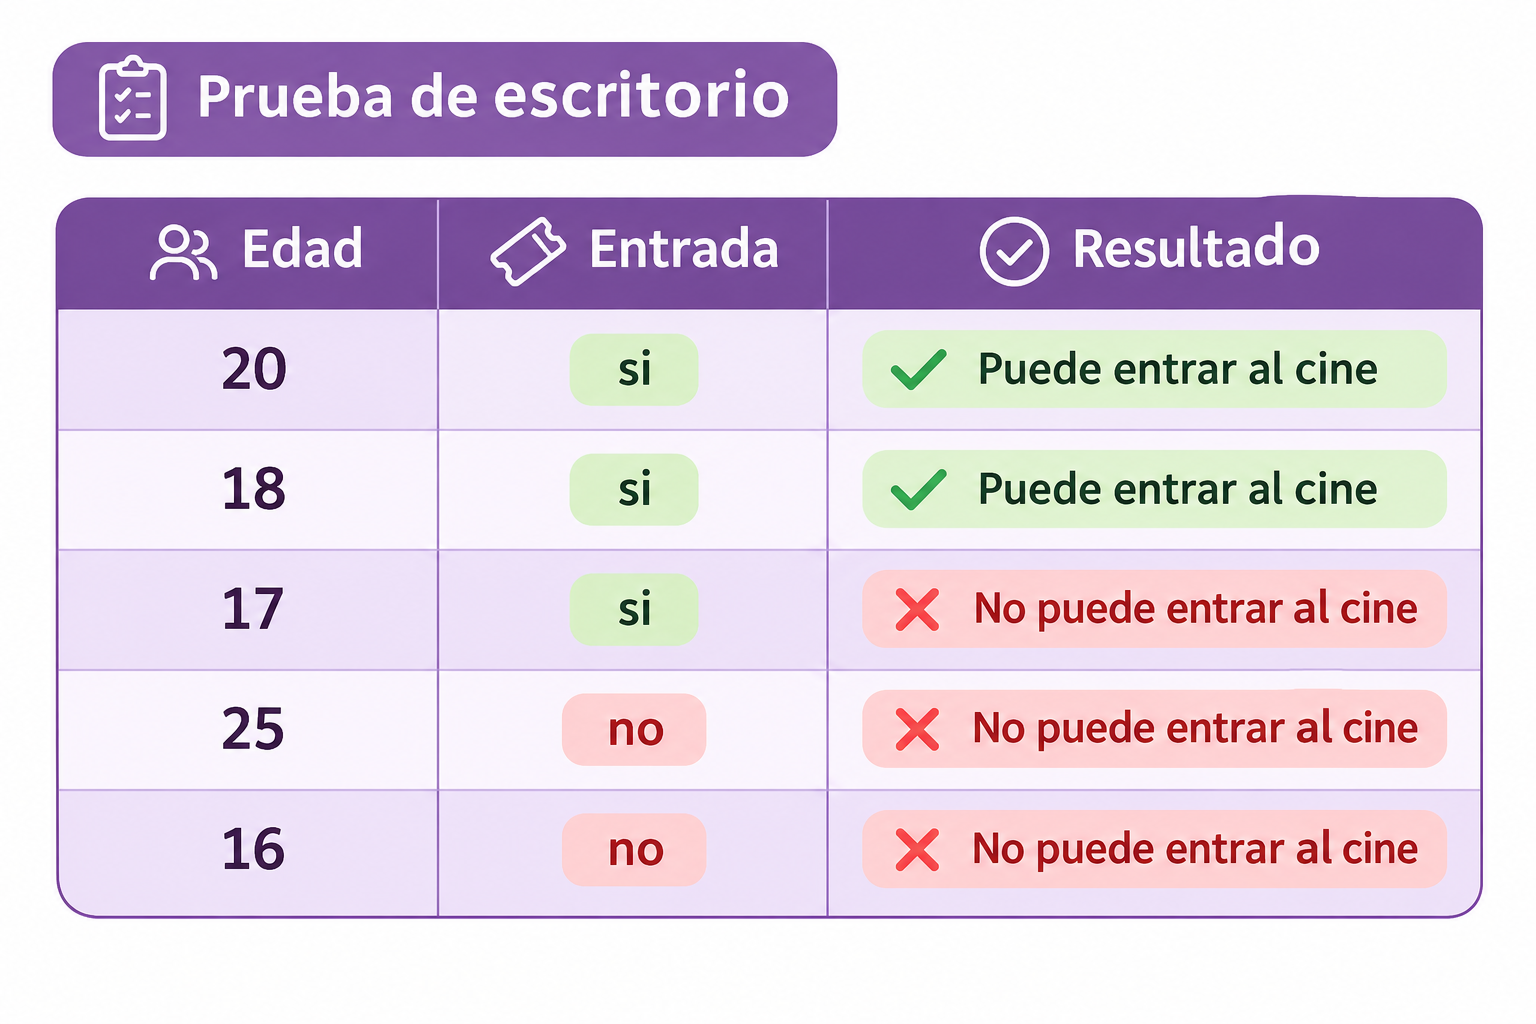 Prueba de escritorio
Edad Entrada Resultado
20 si Puede entrar al cine
18 si Puede entrar al cine
17 si No puede entrar al cine
25 no No puede entrar al cine
16 no No puede entrar al cine